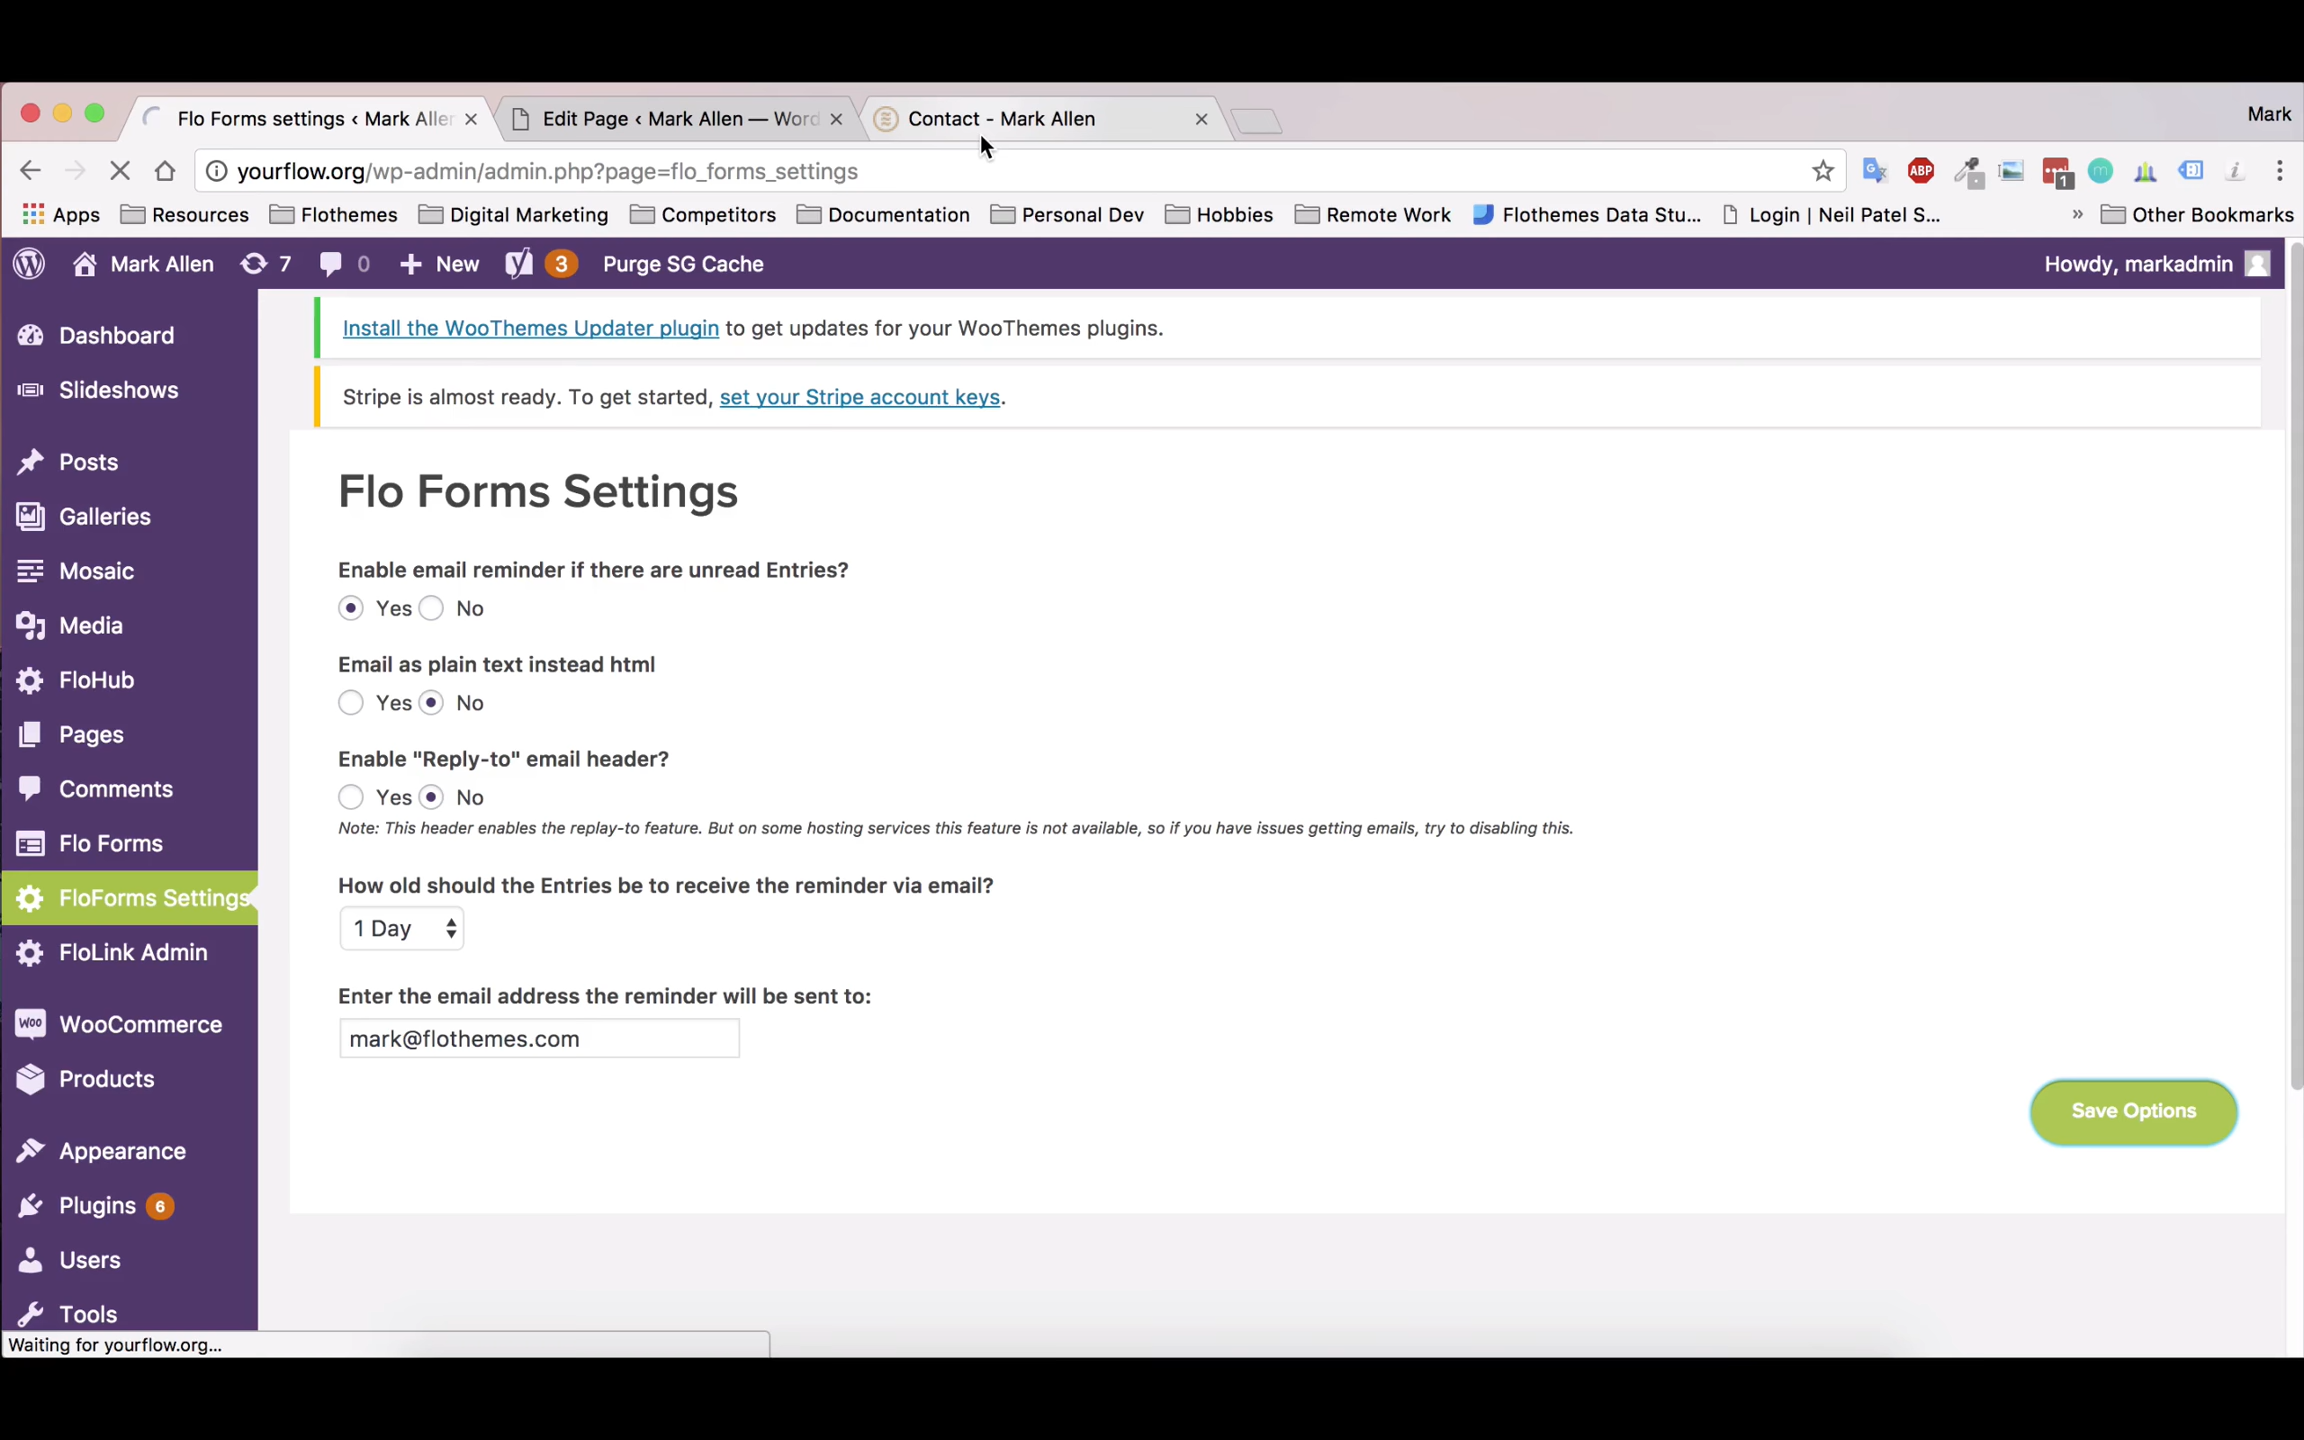 Flo Forms settings ‹ Mark Aller
Edit Page ‹ Mark Allen — Word
Contact - Mark Allen
Mark
yourflow.org/wp-admin/admin.php?page=flo_forms_settings
ABP
1
m
Apps
Resources
Flothemes
Digital Marketing
Competitors
Documentation
Personal Dev
Hobbies
Remote Work
Flothemes Data Stu...
Login | Neil Patel S...
»
Other Bookmarks
Mark Allen
7
0
New
3
Purge SG Cache
Howdy, markadmin
Dashboard
Slideshows
Posts
Galleries
Mosaic
Media
FloHub
Pages
Comments
Flo Forms
FloForms Settings
FloLink Admin
Woo
WooCommerce
Products
Appearance
Plugins 6
Users
Tools
Install the WooThemes Updater plugin to get updates for your WooThemes plugins.
Stripe is almost ready. To get started, set your Stripe account keys.
Flo Forms Settings
Enable email reminder if there are unread Entries?
Yes No
Email as plain text instead html
Yes No
Enable "Reply-to" email header?
Yes No
Note: This header enables the replay-to feature. But on some hosting services this feature is not available, so if you have issues getting emails, try to disabling this.
How old should the Entries be to receive the reminder via email?
1 Day
Enter the email address the reminder will be sent to:
mark@flothemes.com
Save Options
Waiting for yourflow.org...